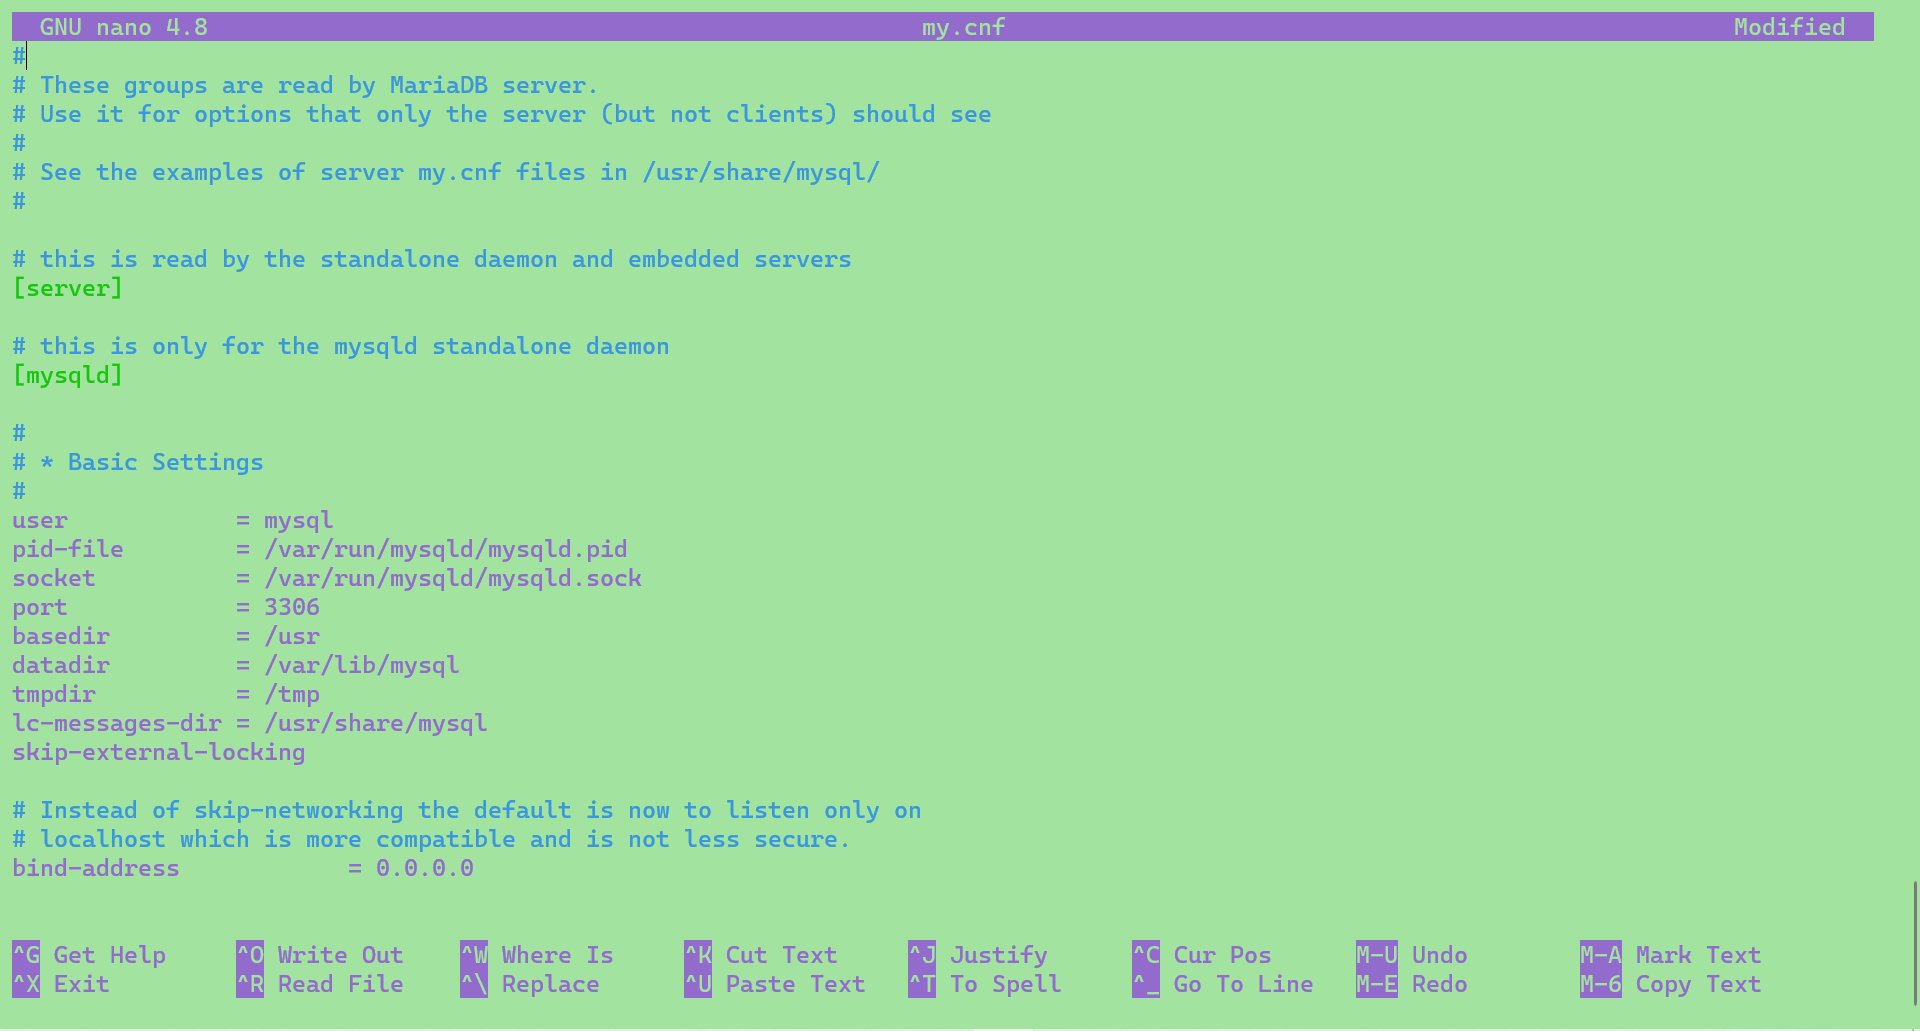 GNU nano 4.8 my.cnf Modified
#
# These groups are read by MariaDB server.
# Use it for options that only the server (but not clients) should see
#
# See the examples of server my.cnf files in /usr/share/mysql/
#
# this is read by the standalone daemon and embedded servers
[server]
# this is only for the mysqld standalone daemon
[mysqld]
#
# * Basic Settings
#
user            = mysql
pid-file        = /var/run/mysqld/mysqld.pid
socket          = /var/run/mysqld/mysqld.sock
port            = 3306
basedir         = /usr
datadir         = /var/lib/mysql
tmpdir          = /tmp
lc-messages-dir = /usr/share/mysql
skip-external-locking
# Instead of skip-networking the default is now to listen only on
# localhost which is more compatible and is not less secure.
bind-address            = 0.0.0.0
^G Get Help ^O Write Out ^W Where Is ^K Cut Text ^J Justify ^C Cur Pos M-U Undo M-A Mark Text
^X Exit ^R Read File ^\ Replace ^U Paste Text ^T To Spell ^_ Go To Line M-E Redo M-6 Copy Text